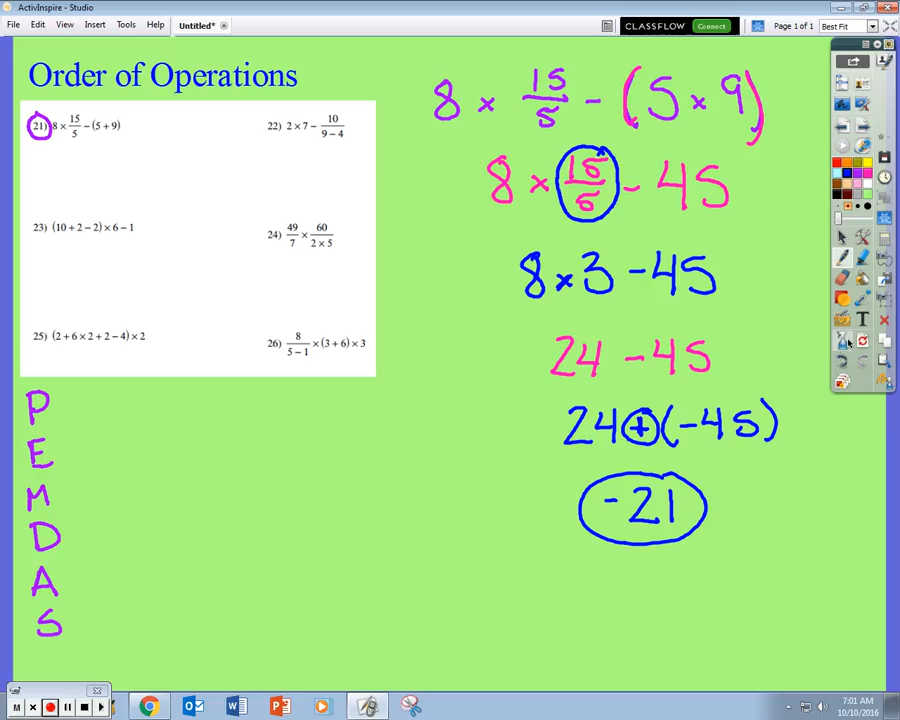 ActivInspire - Studio
File Edit View Insert Tools Help Untitled* CLASSFLOW Connect Page 1 of 1 Best Fit
Order of Operations
21) 8 × 15/5 − (5 + 9)
22) 2 × 7 − 10/(9 − 4)
23) (10 + 2 − 2) × 6 − 1
24) 49/7 × 60/(2 × 5)
25) (2 + 6 × 2 + 2 − 4) × 2
26) 8/(5 − 1) × (3 + 6) × 3
P
E
M
D
A
S
8 × 15/5 − (5 × 9)
8 × 15/5 − 45
8 × 3 − 45
24 − 45
24 + (−45)
−21
M
7:01 AM
10/10/2016